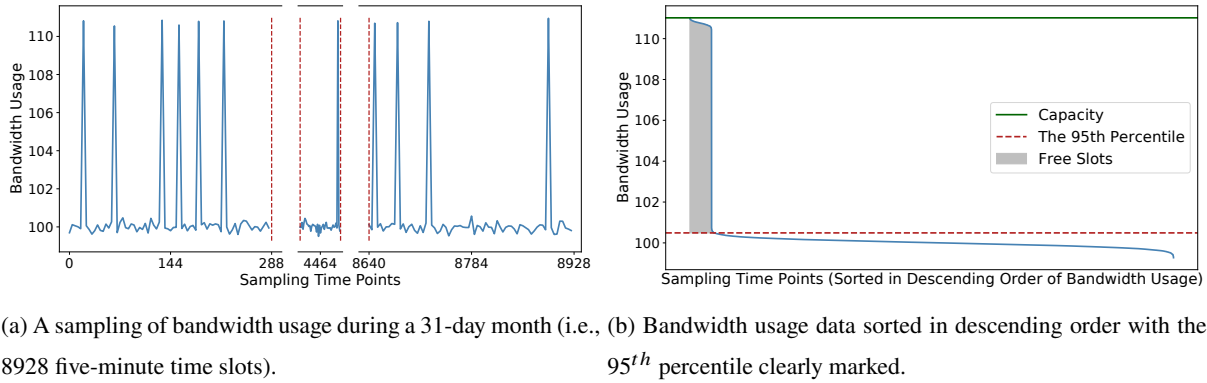 110
108
106
104
102
100
Bandwidth Usage
0
144
288
4464
8640
8784
8928
Sampling Time Points
110
108
106
104
102
100
Bandwidth Usage
Capacity
The 95th Percentile
Free Slots
Sampling Time Points (Sorted in Descending Order of Bandwidth Usage)
(a) A sampling of bandwidth usage during a 31-day month (i.e.,
8928 five-minute time slots).
(b) Bandwidth usage data sorted in descending order with the
95th percentile clearly marked.